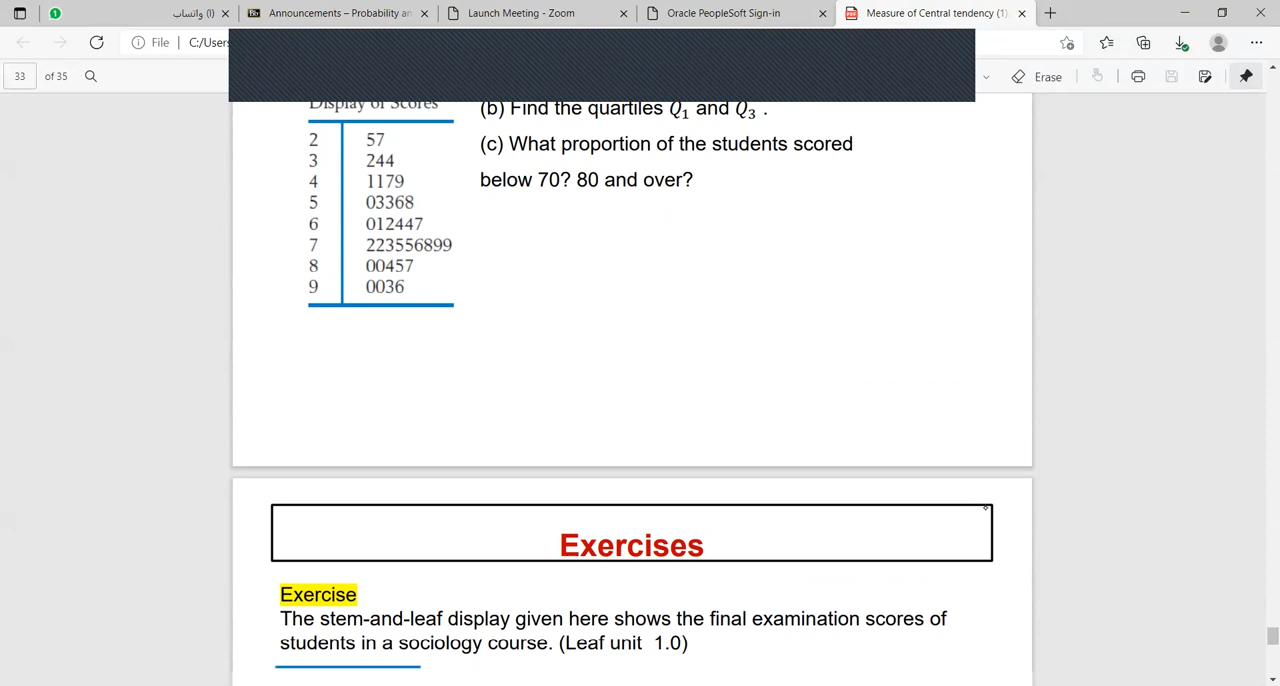 واتساب (١)
Announcements – Probability an
Launch Meeting - Zoom
Oracle PeopleSoft Sign-in
Measure of Central tendency (1)
1
File
C:/Users
33
of 35
Erase
Display of Scores
2 57
3 244
4 1179
5 03368
6 012447
7 223556899
8 00457
9 0036
(b) Find the quartiles Q₁ and Q₃ .
(c) What proportion of the students scored
below 70? 80 and over?
Exercises
Exercise
The stem-and-leaf display given here shows the final examination scores of
students in a sociology course. (Leaf unit 1.0)